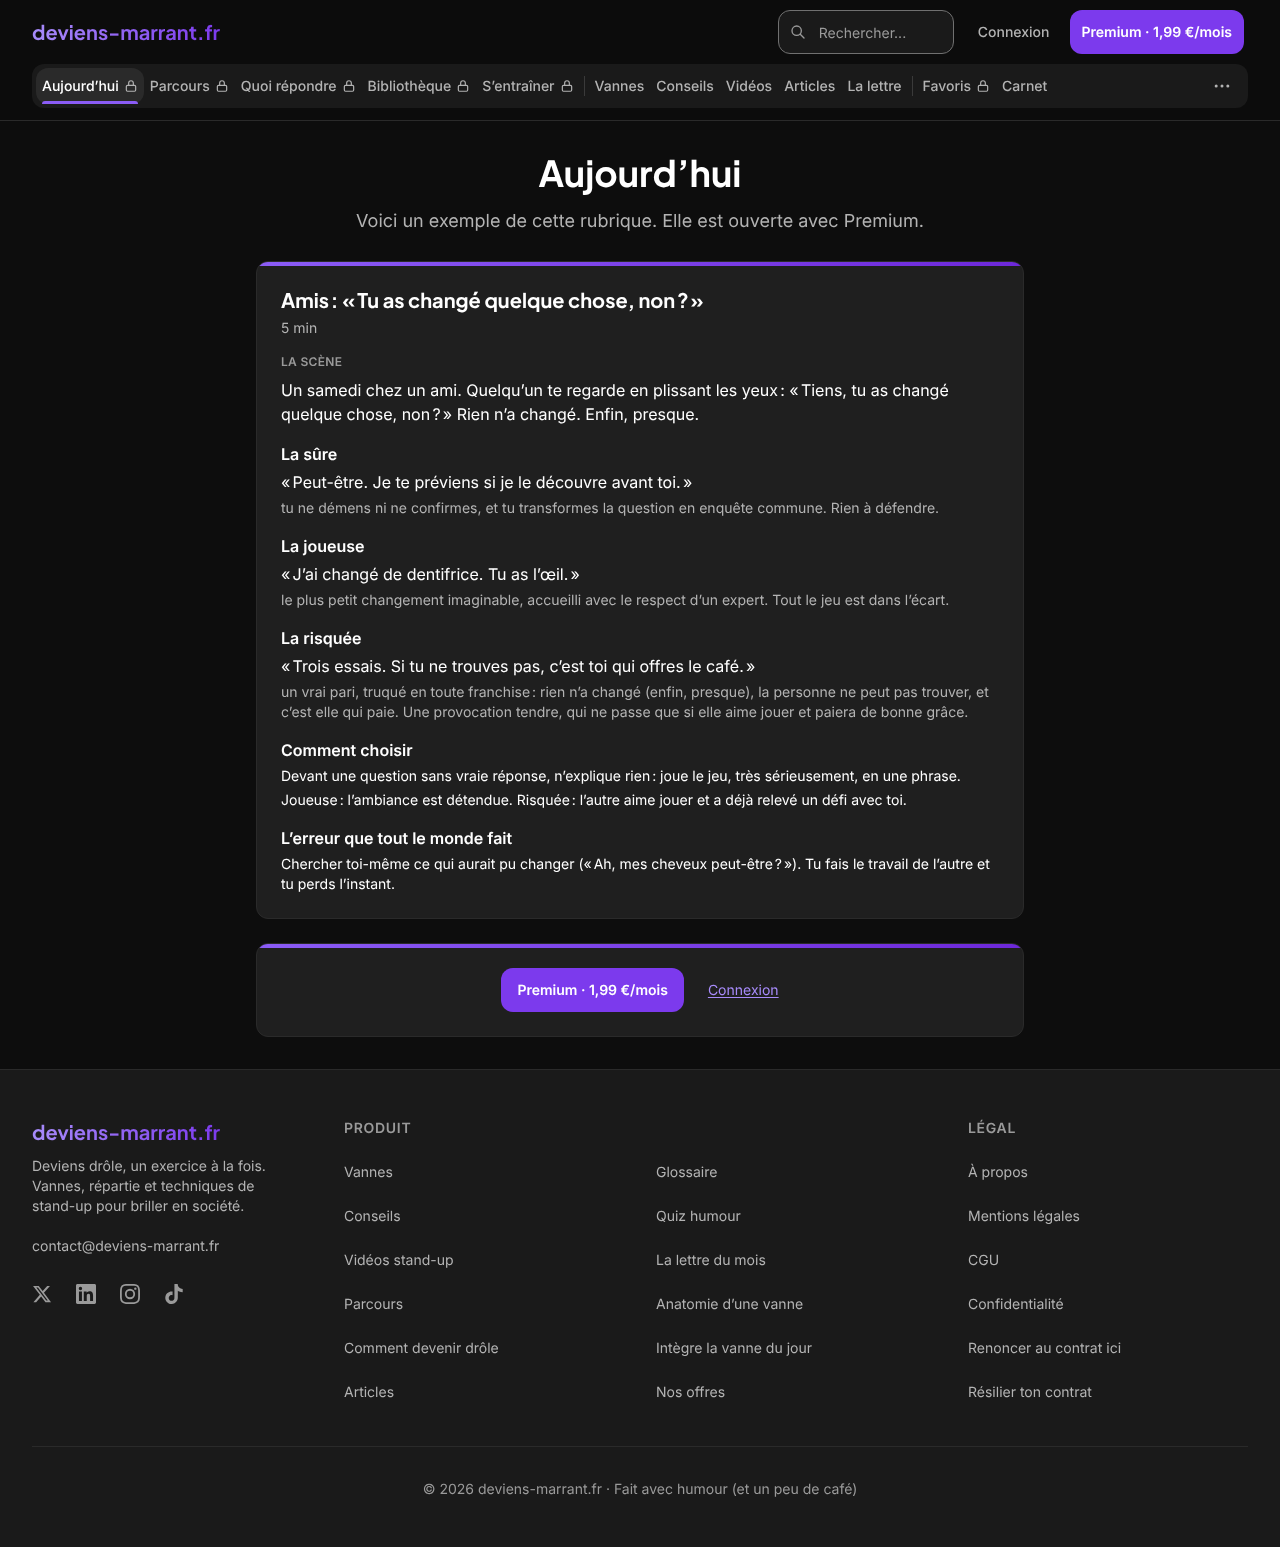 deviens-marrant.fr
Rechercher...
Connexion
Premium · 1,99 €/mois
Aujourd’hui
Parcours
Quoi répondre
Bibliothèque
S’entraîner
Vannes
Conseils
Vidéos
Articles
La lettre
Favoris
Carnet
Aujourd’hui
Voici un exemple de cette rubrique. Elle est ouverte avec Premium.
Amis : « Tu as changé quelque chose, non ? »
5 min
LA SCÈNE
Un samedi chez un ami. Quelqu’un te regarde en plissant les yeux : « Tiens, tu as changé
quelque chose, non ? » Rien n’a changé. Enfin, presque.
La sûre
« Peut-être. Je te préviens si je le découvre avant toi. »
tu ne démens ni ne confirmes, et tu transformes la question en enquête commune. Rien à défendre.
La joueuse
« J’ai changé de dentifrice. Tu as l’œil. »
le plus petit changement imaginable, accueilli avec le respect d’un expert. Tout le jeu est dans l’écart.
La risquée
« Trois essais. Si tu ne trouves pas, c’est toi qui offres le café. »
un vrai pari, truqué en toute franchise : rien n’a changé (enfin, presque), la personne ne peut pas trouver, et
c’est elle qui paie. Une provocation tendre, qui ne passe que si elle aime jouer et paiera de bonne grâce.
Comment choisir
Devant une question sans vraie réponse, n’explique rien : joue le jeu, très sérieusement, en une phrase.
Joueuse : l’ambiance est détendue. Risquée : l’autre aime jouer et a déjà relevé un défi avec toi.
L’erreur que tout le monde fait
Chercher toi-même ce qui aurait pu changer (« Ah, mes cheveux peut-être ? »). Tu fais le travail de l’autre et
tu perds l’instant.
Premium · 1,99 €/mois
Connexion
deviens-marrant.fr
Deviens drôle, un exercice à la fois.
Vannes, répartie et techniques de
stand-up pour briller en société.
contact@deviens-marrant.fr
PRODUIT
Vannes
Conseils
Vidéos stand-up
Parcours
Comment devenir drôle
Articles
Glossaire
Quiz humour
La lettre du mois
Anatomie d’une vanne
Intègre la vanne du jour
Nos offres
LÉGAL
À propos
Mentions légales
CGU
Confidentialité
Renoncer au contrat ici
Résilier ton contrat
© 2026 deviens-marrant.fr · Fait avec humour (et un peu de café)